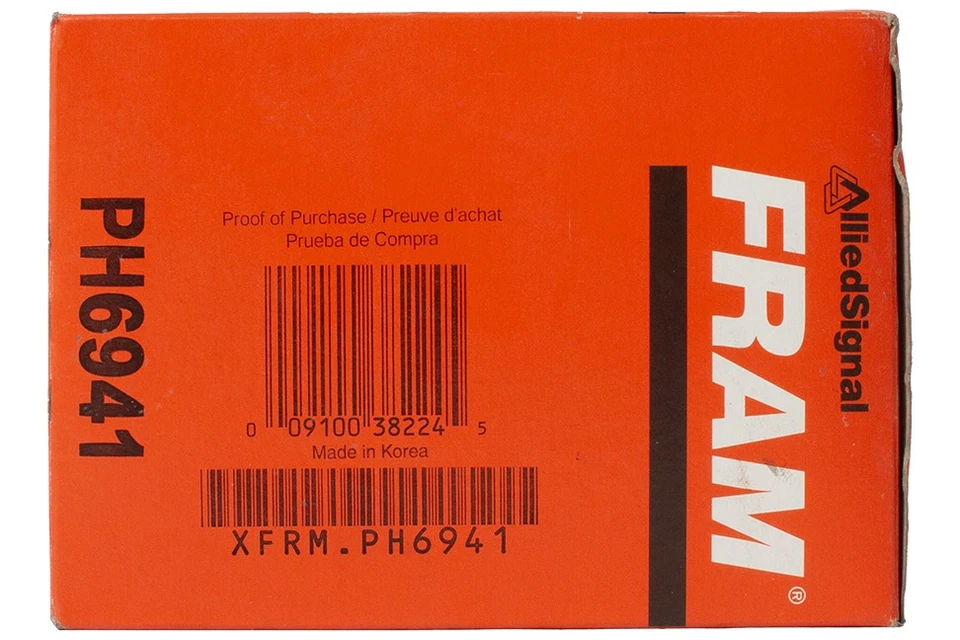 AlliedSignal
FRAM®
Proof of Purchase / Preuve d'achat
Prueba de Compra
0 09100 38224 5
Made in Korea
XFRM.PH6941
PH6941